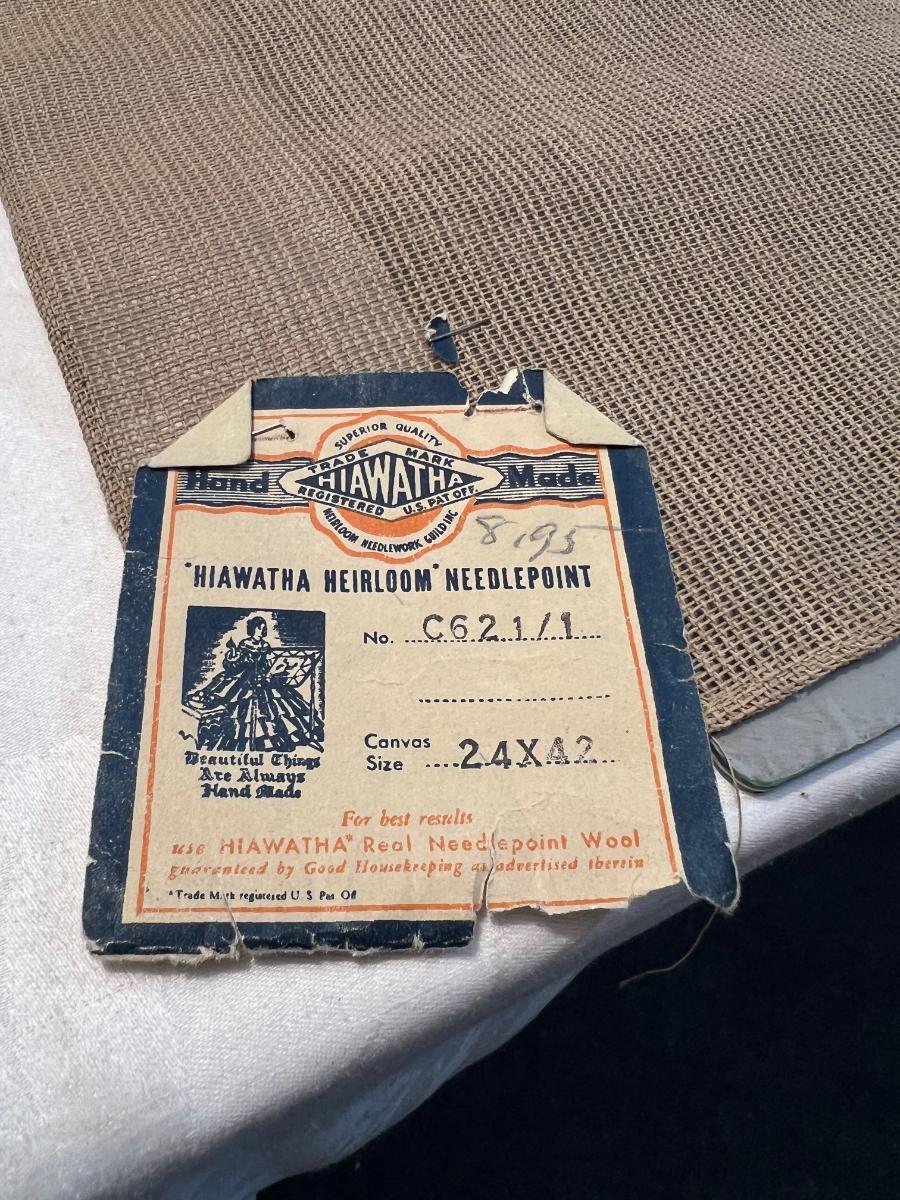 SUPERIOR QUALITY
TRADE MARK
Hand HIAWATHA Made
REGISTERED U.S. PAT OFF.
HEIRLOOM NEEDLEWORK GUILD INC
8.95
"HIAWATHA HEIRLOOM" NEEDLEPOINT
No. C621/1
Canvas
Size 24X42
Beautiful Things
Are Always
Hand Made
For best results
use HIAWATHA* Real Needlepoint Wool
guaranteed by Good Housekeeping as advertised therein
*Trade Mark registered U S Pat Off